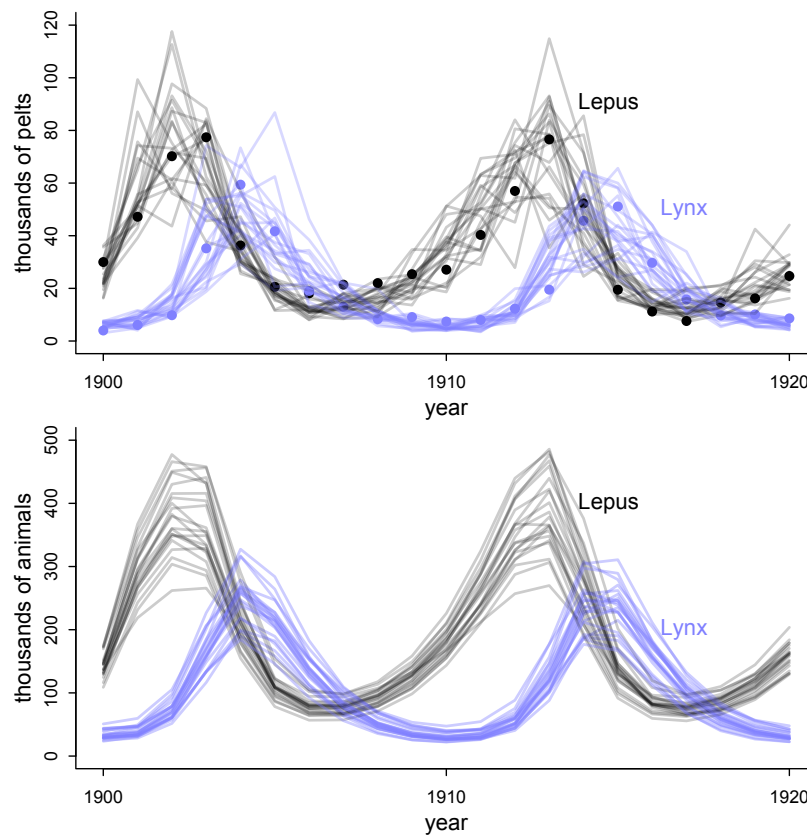 thousands of pelts
0 20 40 60 80 100 120
Lepus
Lynx
1900 1910 1920
year
thousands of animals
0 100 200 300 400 500
Lepus
Lynx
1900 1910 1920
year